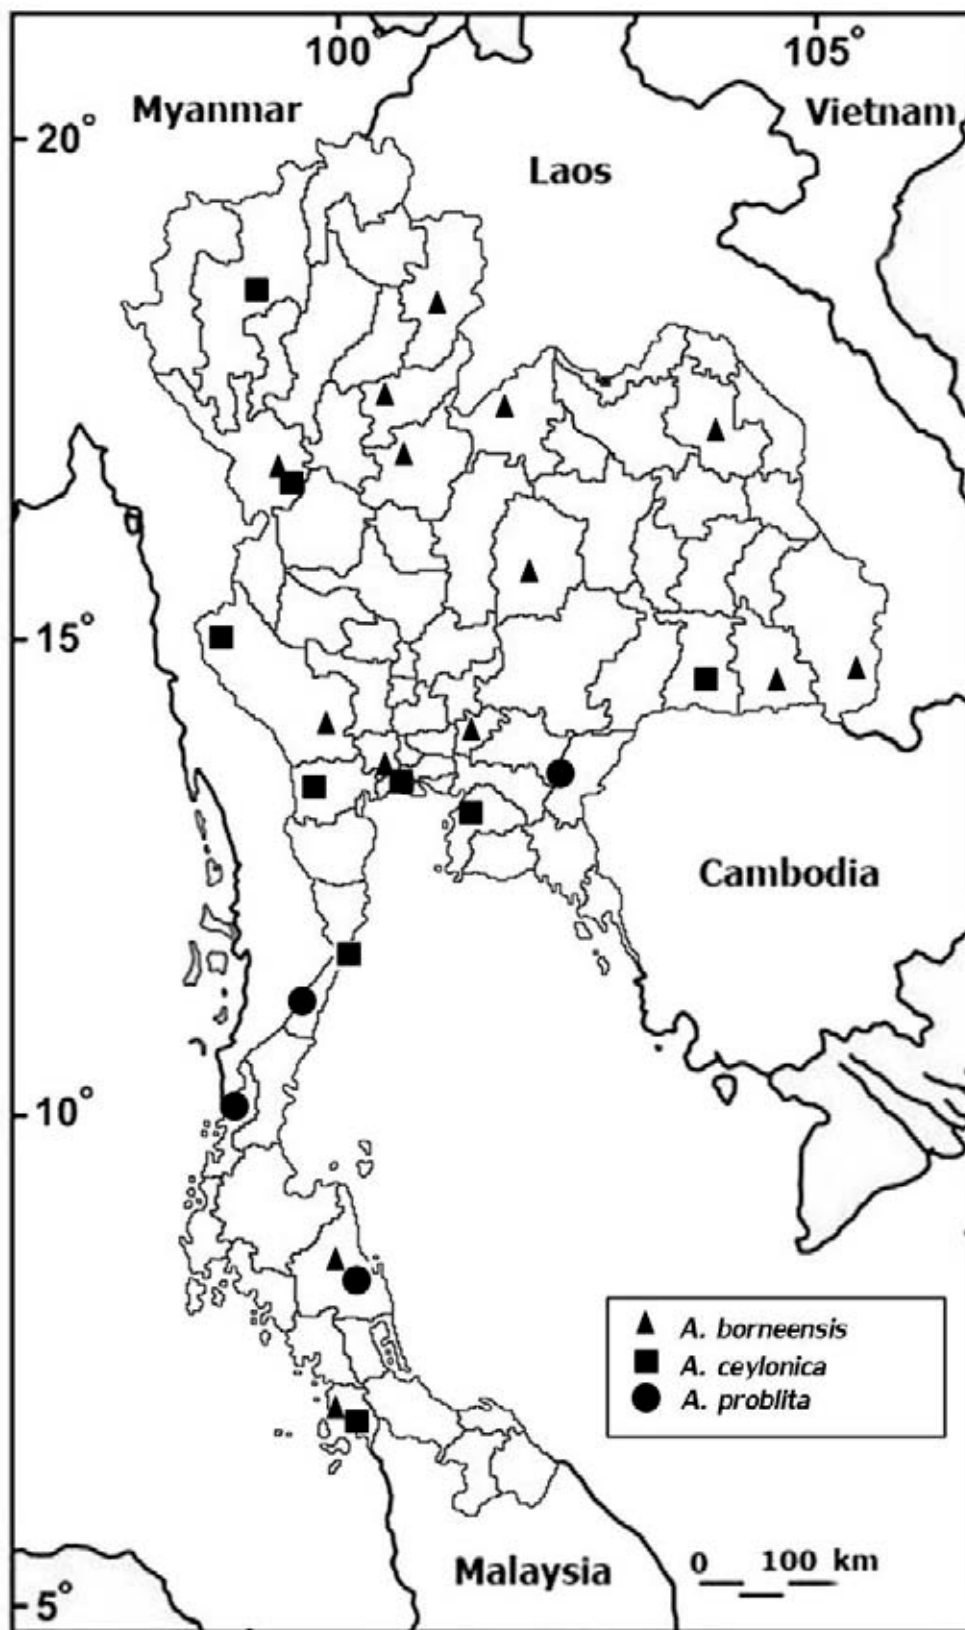 100° 105°
Myanmar
Vietnam
20°
Laos
15°
Cambodia
10°
A. borneensis
A. ceylonica
A. problita
0 100 km
Malaysia
5°